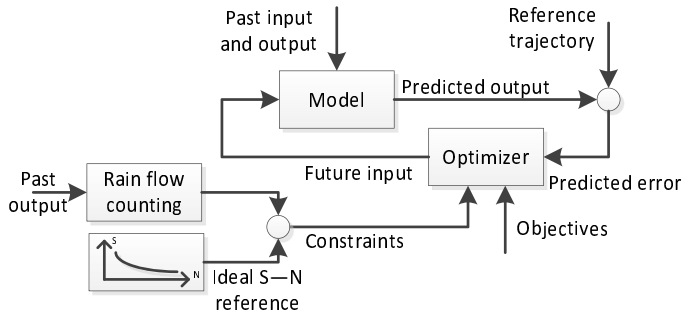 Past input
and output
Reference
trajectory
Model
Predicted output
Optimizer
Future input
Predicted error
Past
output
Rain flow
counting
Constraints
Objectives
S
N
Ideal S—N
reference